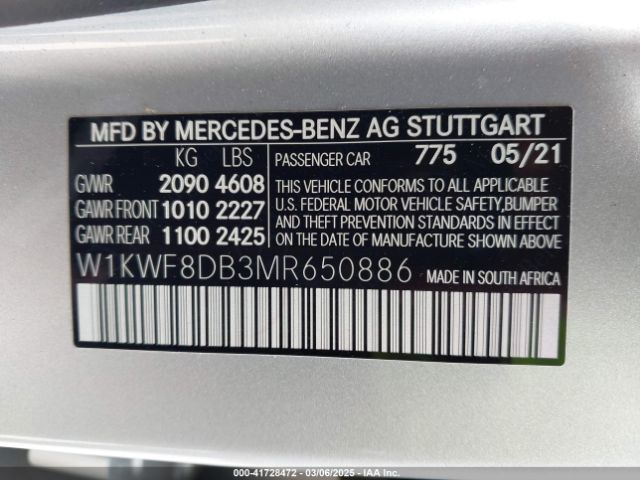 MFD BY MERCEDES-BENZ AG STUTTGART
KG LBS
GVWR 2090 4608
GAWR FRONT 1010 2227
GAWR REAR 1100 2425
PASSENGER CAR 775 05/21
THIS VEHICLE CONFORMS TO ALL APPLICABLE
U.S. FEDERAL MOTOR VEHICLE SAFETY,BUMPER
AND THEFT PREVENTION STANDARDS IN EFFECT
ON THE DATE OF MANUFACTURE SHOWN ABOVE.
W1KWF8DB3MR650886 MADE IN SOUTH AFRICA
© COPART - 41728472 - 03/06/2025 - IAA Inc.